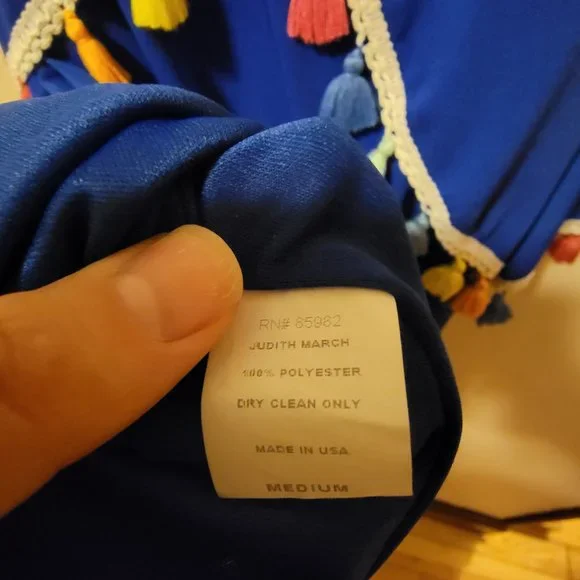 RN# 85982
JUDITH MARCH
100% POLYESTER
DRY CLEAN ONLY
MADE IN USA
MEDIUM